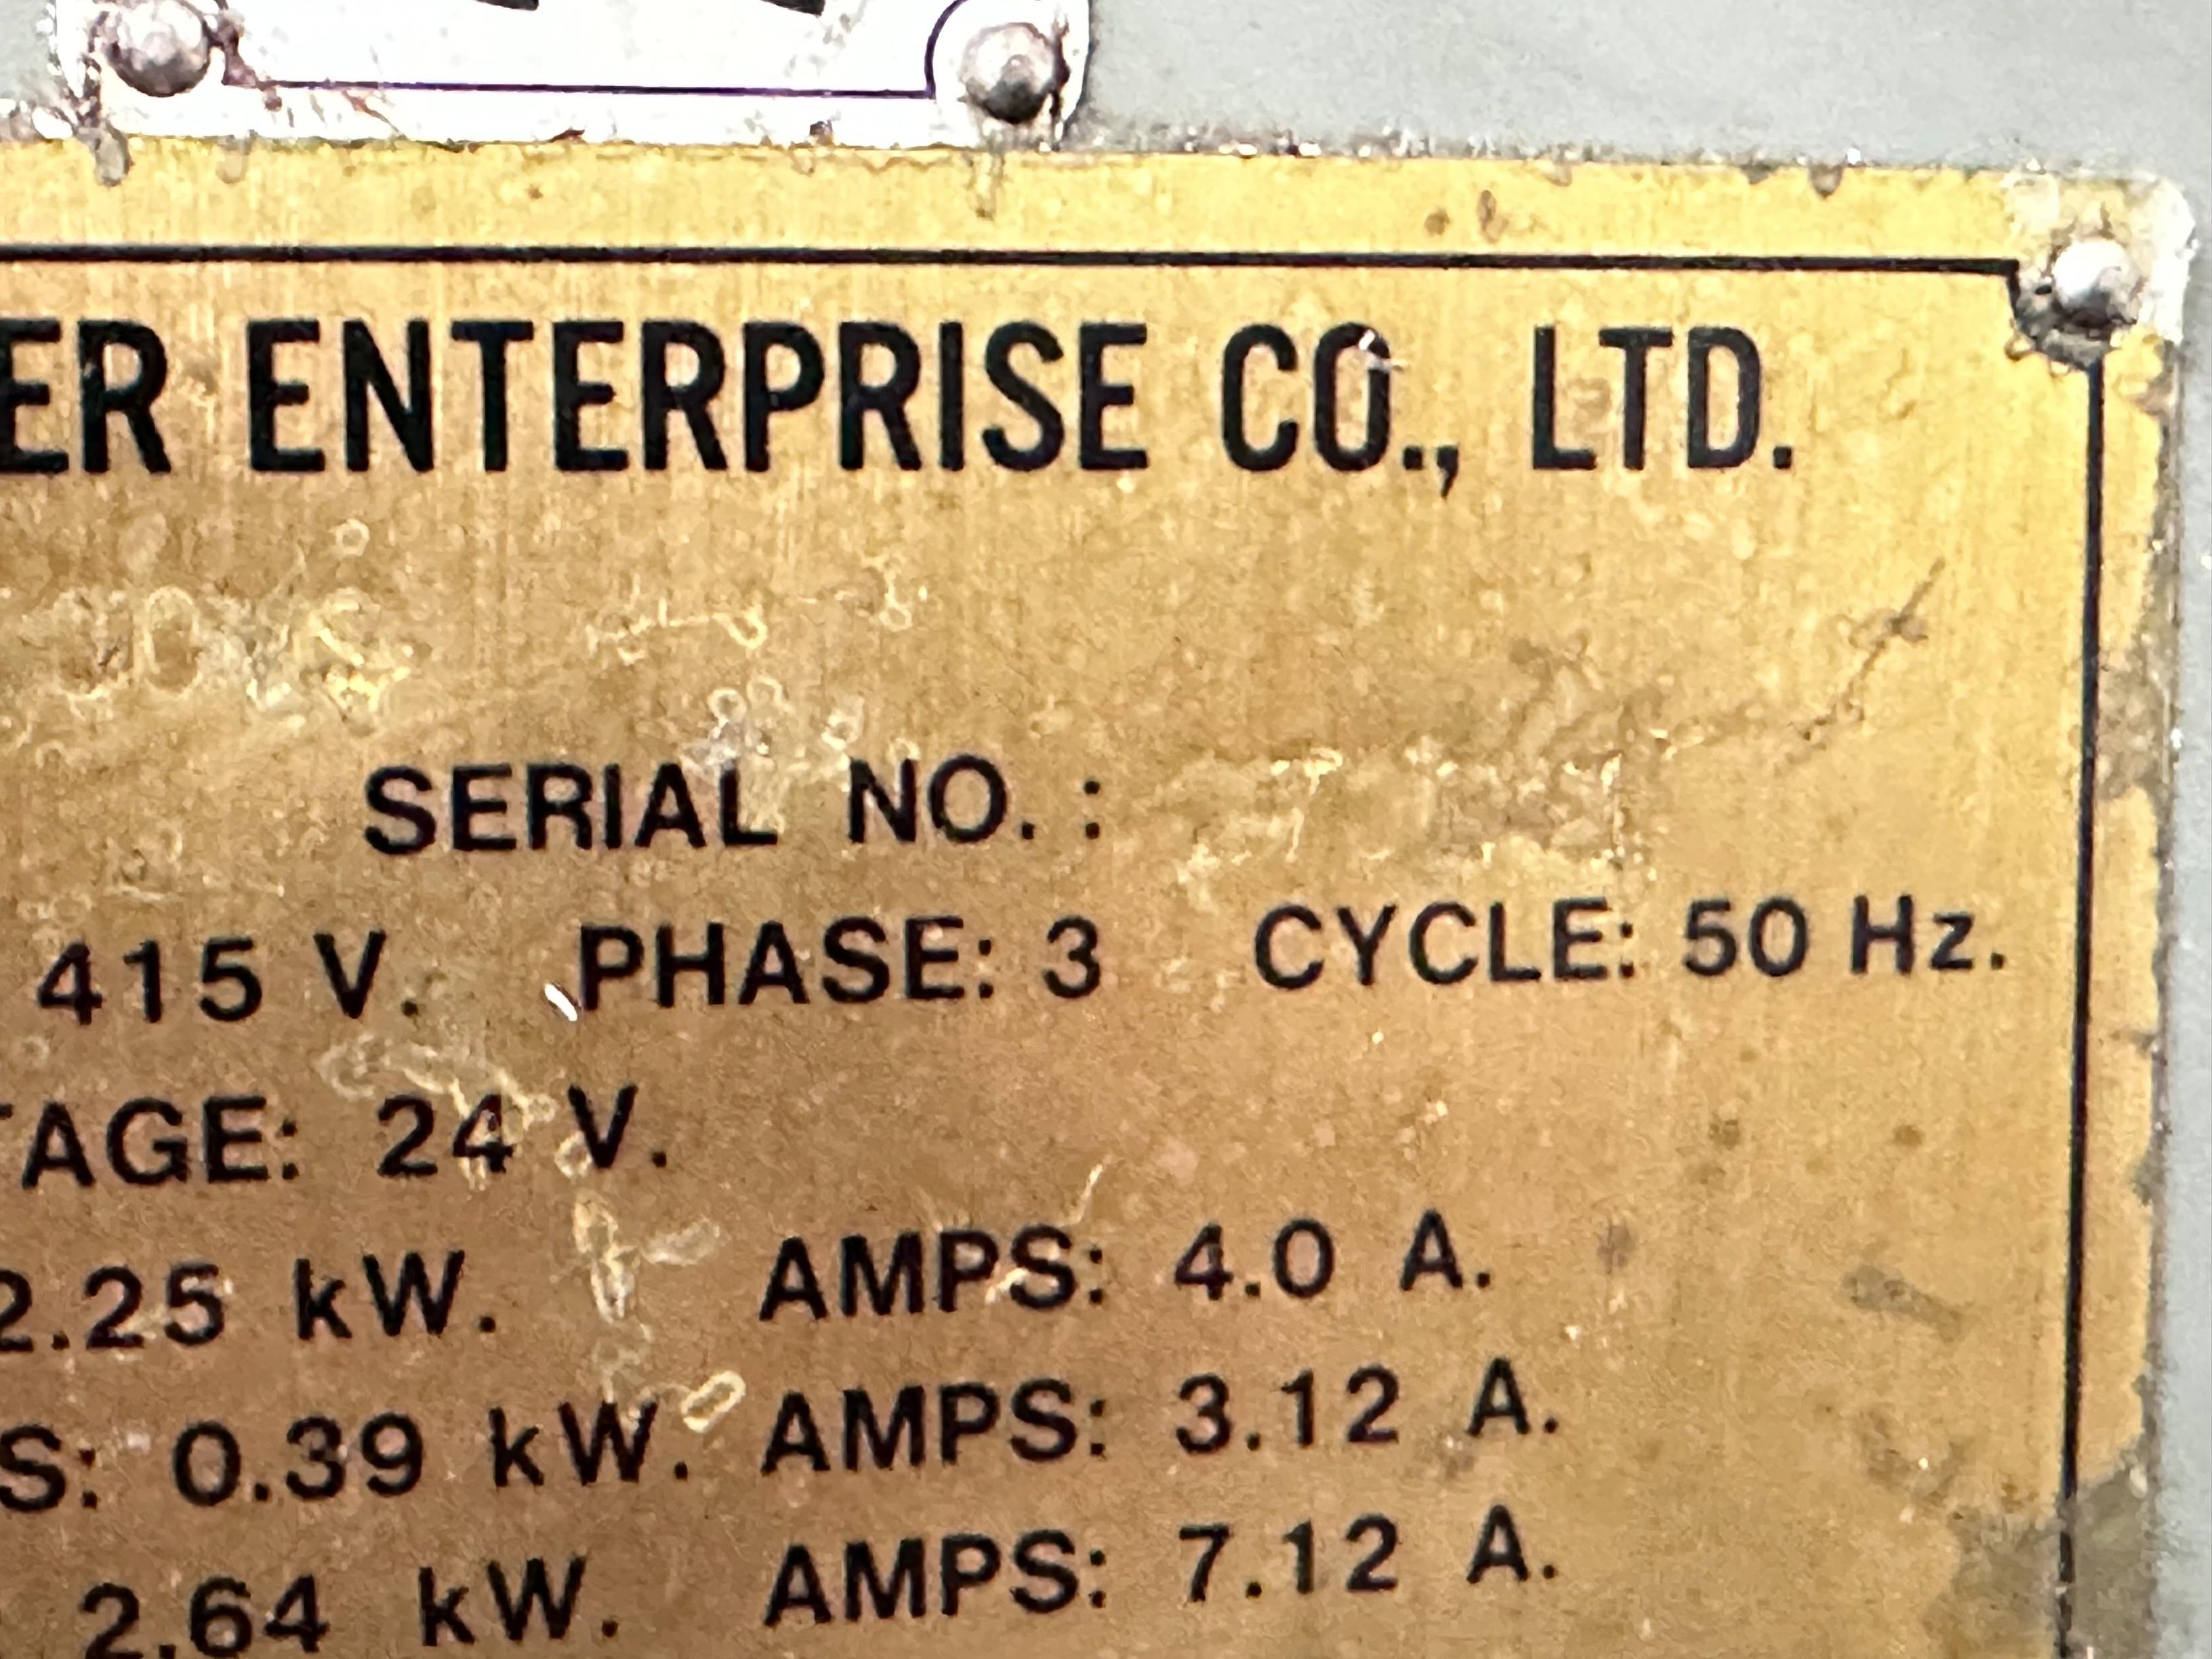 ER ENTERPRISE CO., LTD.
SERIAL NO. :
415 V. PHASE: 3 CYCLE: 50 Hz.
TAGE: 24 V.
2.25 kW. AMPS: 4.0 A.
S: 0.39 kW. AMPS: 3.12 A.
2.64 kW. AMPS: 7.12 A.